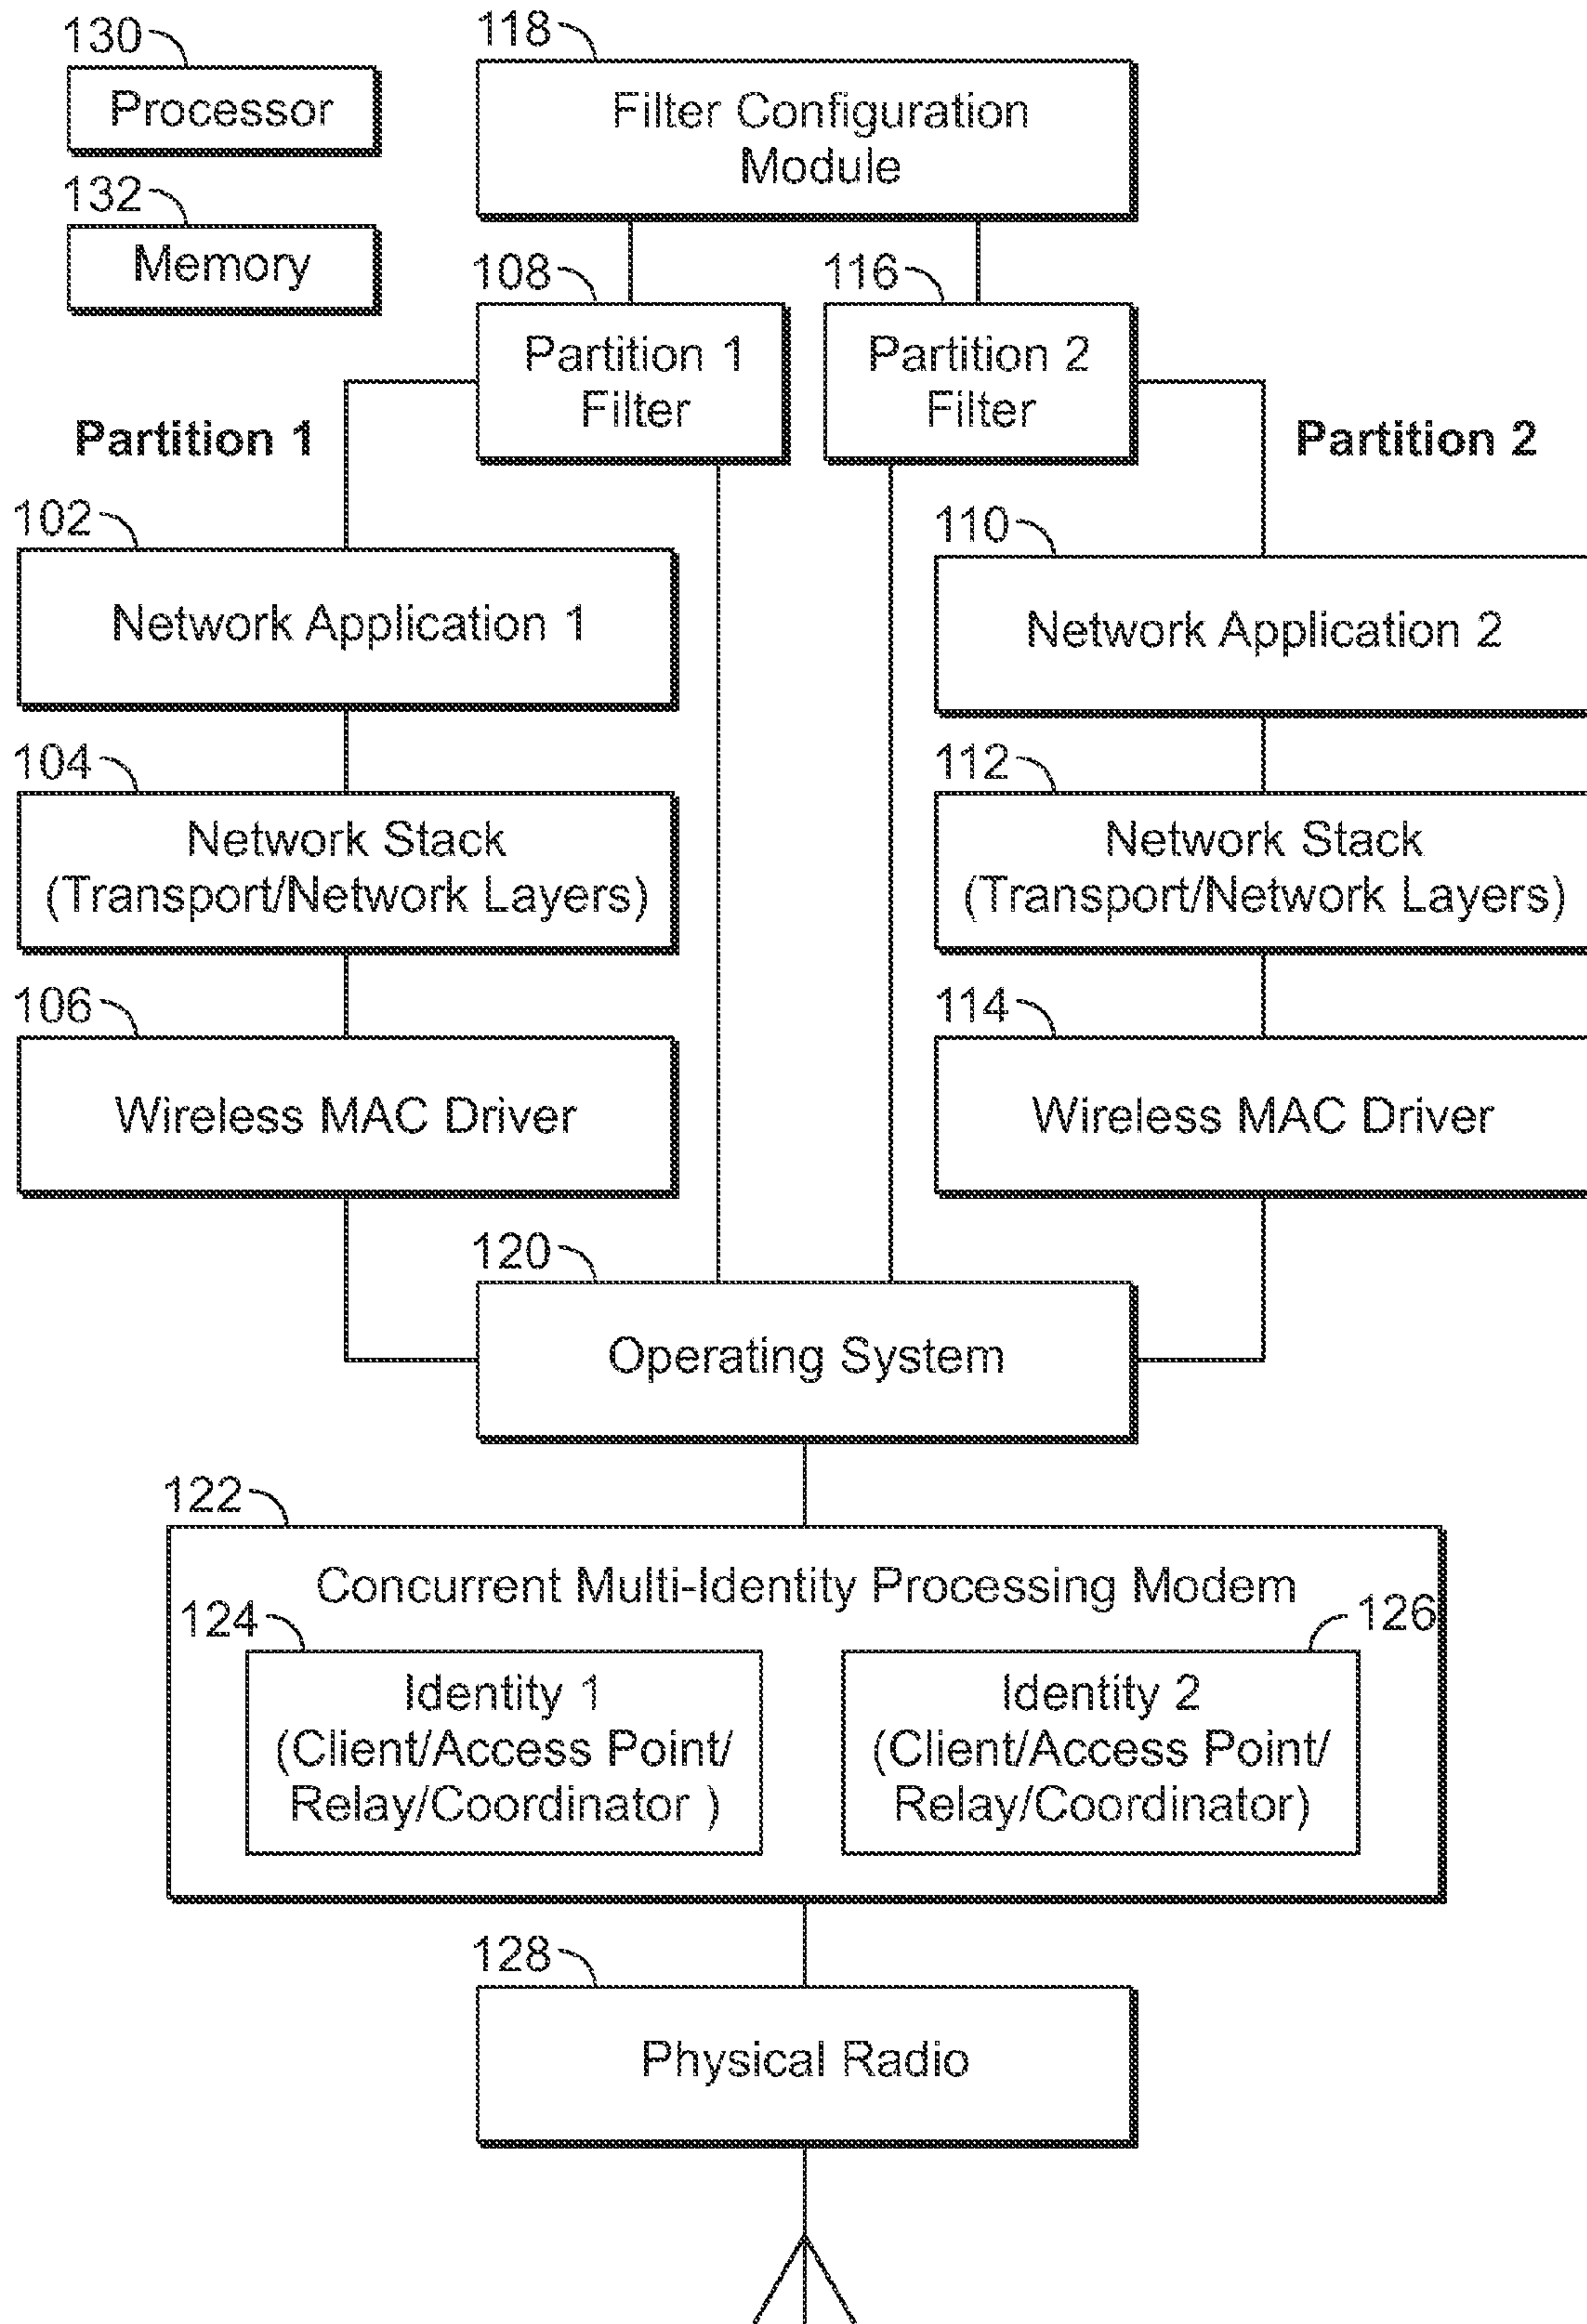 130
Processor
132
Memory
118
Filter Configuration
Module
108
Partition 1
Filter
116
Partition 2
Filter
Partition 1
Partition 2
102
Network Application 1
110
Network Application 2
104
Network Stack
(Transport/Network Layers)
112
Network Stack
(Transport/Network Layers)
106
Wireless MAC Driver
114
Wireless MAC Driver
120
Operating System
122
Concurrent Multi-Identity Processing Modem
124
Identity 1
(Client/Access Point/
Relay/Coordinator )
126
Identity 2
(Client/Access Point/
Relay/Coordinator)
128
Physical Radio